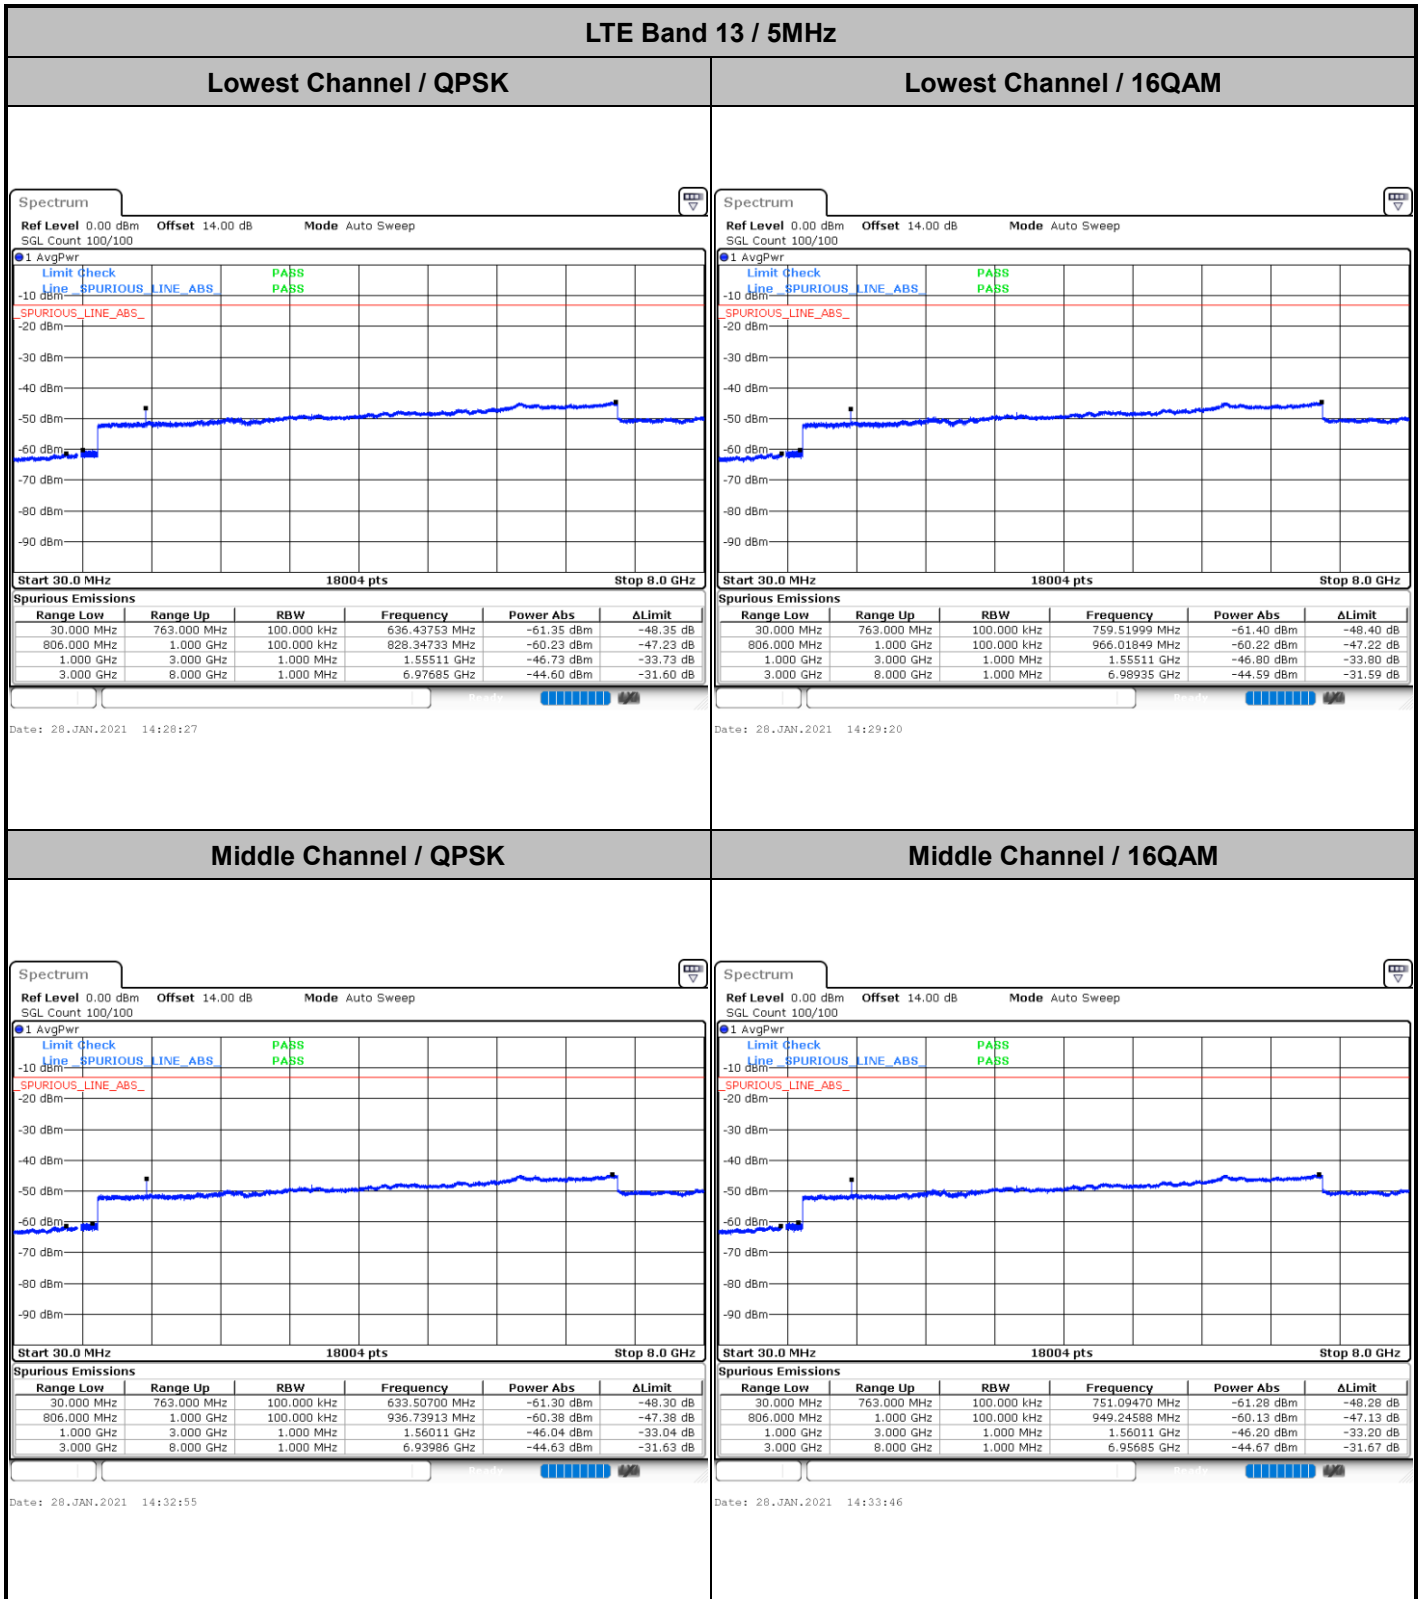 LTE Band 13 / 5MHz
Lowest Channel / QPSK
Lowest Channel / 16QAM
Spectrum
Ref Level 0.00 dBm Offset 14.00 dB Mode Auto Sweep
SGL Count 100/100
1 AvgPwr
Limit Check PASS
Line _SPURIOUS_LINE_ABS_ PASS
-10 dBm
_SPURIOUS_LINE_ABS_
-20 dBm
-30 dBm
-40 dBm
-50 dBm
-60 dBm
-70 dBm
-80 dBm
-90 dBm
Start 30.0 MHz 18004 pts Stop 8.0 GHz
Spurious Emissions
Range Low Range Up RBW Frequency Power Abs ΔLimit
30.000 MHz 763.000 MHz 100.000 kHz 636.43753 MHz -61.35 dBm -48.35 dB
806.000 MHz 1.000 GHz 100.000 kHz 828.34733 MHz -60.23 dBm -47.23 dB
1.000 GHz 3.000 GHz 1.000 MHz 1.55511 GHz -46.73 dBm -33.73 dB
3.000 GHz 8.000 GHz 1.000 MHz 6.97685 GHz -44.60 dBm -31.60 dB
Date: 28.JAN.2021 14:28:27
Spectrum
Ref Level 0.00 dBm Offset 14.00 dB Mode Auto Sweep
SGL Count 100/100
1 AvgPwr
Limit Check PASS
Line _SPURIOUS_LINE_ABS_ PASS
-10 dBm
_SPURIOUS_LINE_ABS_
-20 dBm
-30 dBm
-40 dBm
-50 dBm
-60 dBm
-70 dBm
-80 dBm
-90 dBm
Start 30.0 MHz 18004 pts Stop 8.0 GHz
Spurious Emissions
Range Low Range Up RBW Frequency Power Abs ΔLimit
30.000 MHz 763.000 MHz 100.000 kHz 759.51999 MHz -61.40 dBm -48.40 dB
806.000 MHz 1.000 GHz 100.000 kHz 966.01849 MHz -60.22 dBm -47.22 dB
1.000 GHz 3.000 GHz 1.000 MHz 1.55511 GHz -46.80 dBm -33.80 dB
3.000 GHz 8.000 GHz 1.000 MHz 6.98935 GHz -44.59 dBm -31.59 dB
Date: 28.JAN.2021 14:29:20
Middle Channel / QPSK
Middle Channel / 16QAM
Spectrum
Ref Level 0.00 dBm Offset 14.00 dB Mode Auto Sweep
SGL Count 100/100
1 AvgPwr
Limit Check PASS
Line _SPURIOUS_LINE_ABS_ PASS
-10 dBm
_SPURIOUS_LINE_ABS_
-20 dBm
-30 dBm
-40 dBm
-50 dBm
-60 dBm
-70 dBm
-80 dBm
-90 dBm
Start 30.0 MHz 18004 pts Stop 8.0 GHz
Spurious Emissions
Range Low Range Up RBW Frequency Power Abs ΔLimit
30.000 MHz 763.000 MHz 100.000 kHz 633.50700 MHz -61.30 dBm -48.30 dB
806.000 MHz 1.000 GHz 100.000 kHz 936.73913 MHz -60.38 dBm -47.38 dB
1.000 GHz 3.000 GHz 1.000 MHz 1.56011 GHz -46.04 dBm -33.04 dB
3.000 GHz 8.000 GHz 1.000 MHz 6.93986 GHz -44.63 dBm -31.63 dB
Date: 28.JAN.2021 14:32:55
Spectrum
Ref Level 0.00 dBm Offset 14.00 dB Mode Auto Sweep
SGL Count 100/100
1 AvgPwr
Limit Check PASS
Line _SPURIOUS_LINE_ABS_ PASS
-10 dBm
_SPURIOUS_LINE_ABS_
-20 dBm
-30 dBm
-40 dBm
-50 dBm
-60 dBm
-70 dBm
-80 dBm
-90 dBm
Start 30.0 MHz 18004 pts Stop 8.0 GHz
Spurious Emissions
Range Low Range Up RBW Frequency Power Abs ΔLimit
30.000 MHz 763.000 MHz 100.000 kHz 751.09470 MHz -61.28 dBm -48.28 dB
806.000 MHz 1.000 GHz 100.000 kHz 949.24588 MHz -60.13 dBm -47.13 dB
1.000 GHz 3.000 GHz 1.000 MHz 1.56011 GHz -46.20 dBm -33.20 dB
3.000 GHz 8.000 GHz 1.000 MHz 6.95685 GHz -44.67 dBm -31.67 dB
Date: 28.JAN.2021 14:33:46